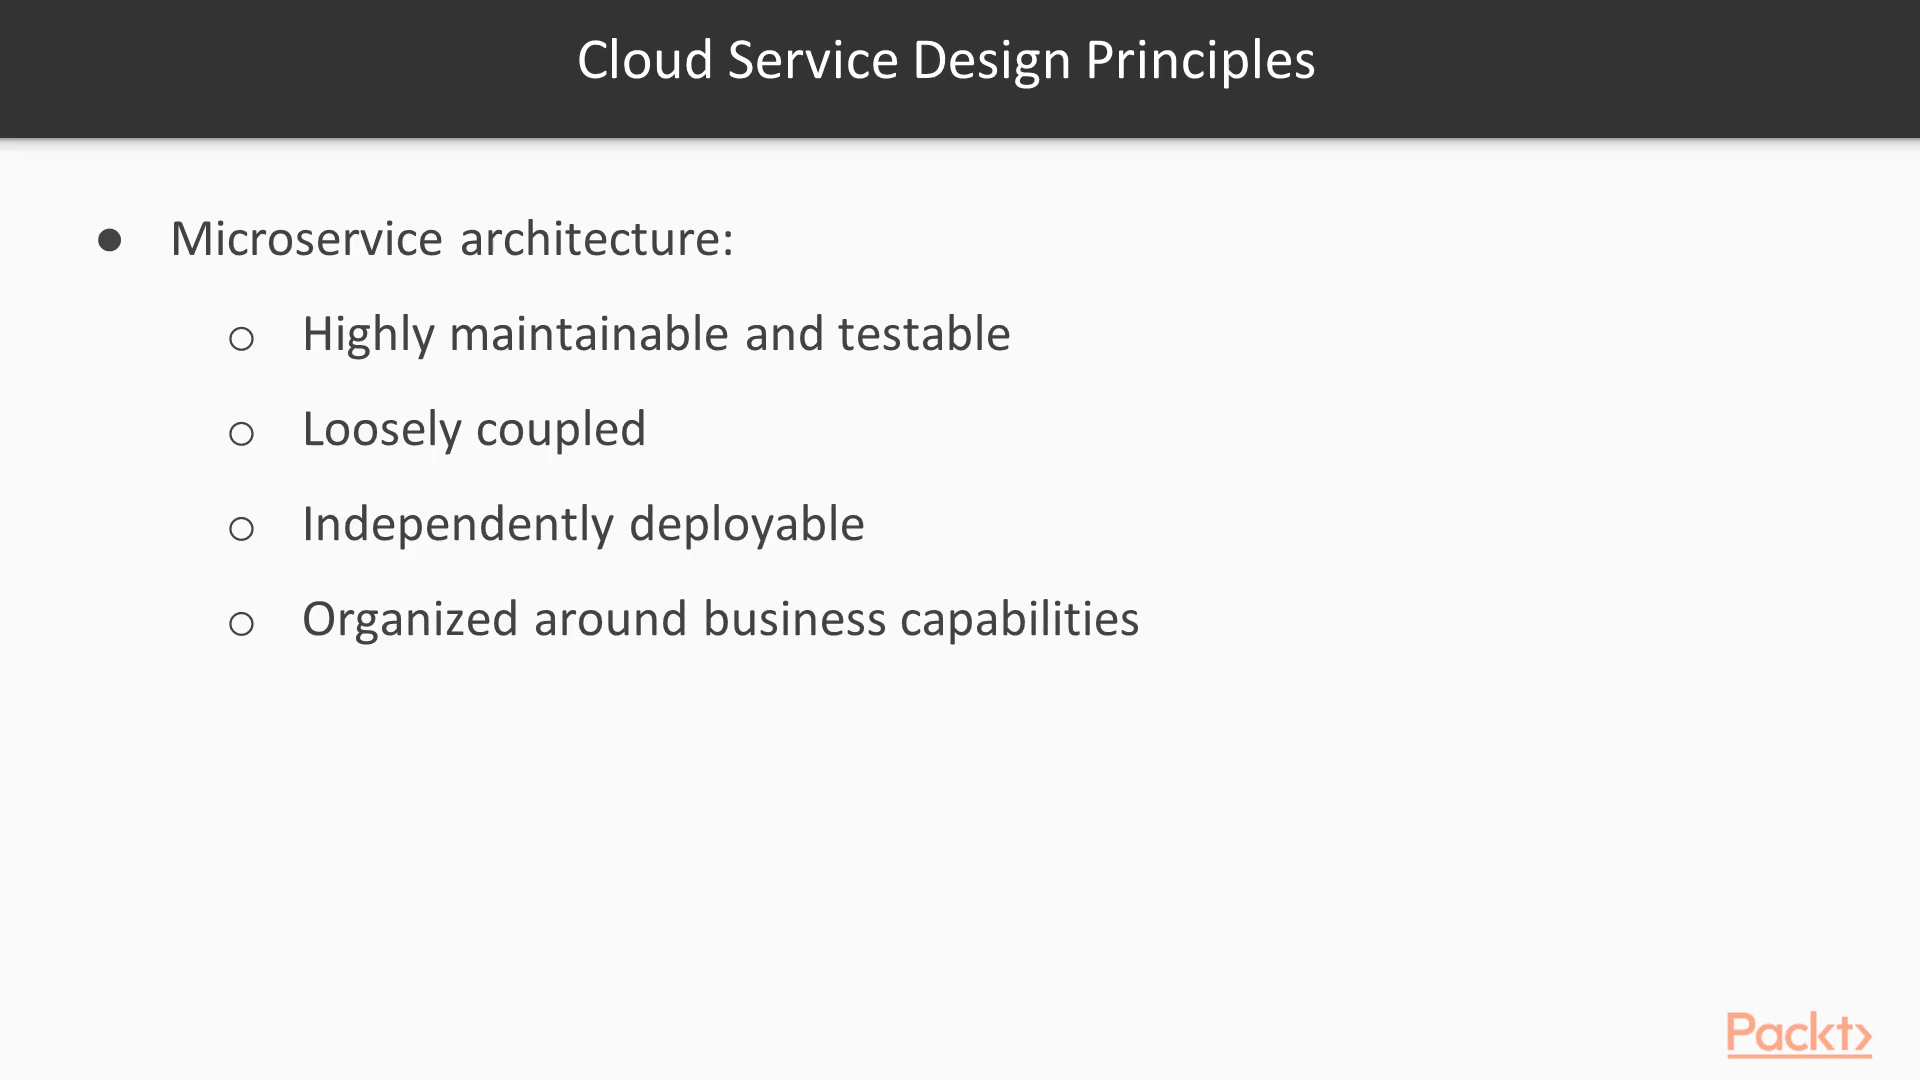 Cloud Service Design Principles
● Microservice architecture:
○ Highly maintainable and testable
○ Loosely coupled
○ Independently deployable
○ Organized around business capabilities
Packt>